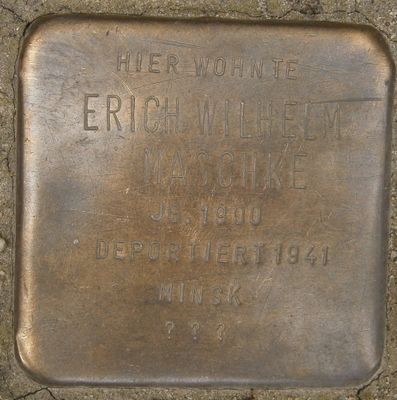 HIER WOHNTE
ERICH WILHELM
MASCHKE
JG. 1900
DEPORTIERT 1941
MINSK
? ? ?